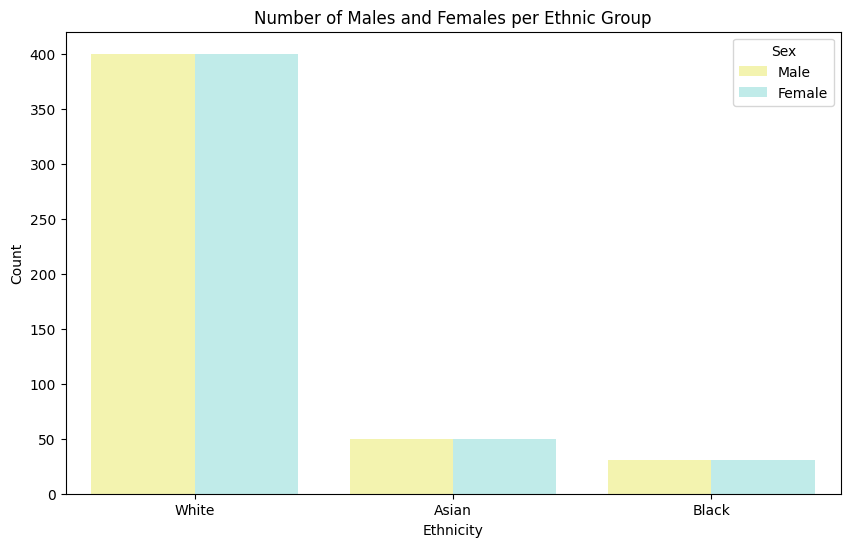 Number of Males and Females per Ethnic Group
Sex
Male
Female
400
350
300
250
200
150
100
50
0
Count
White
Asian
Black
Ethnicity